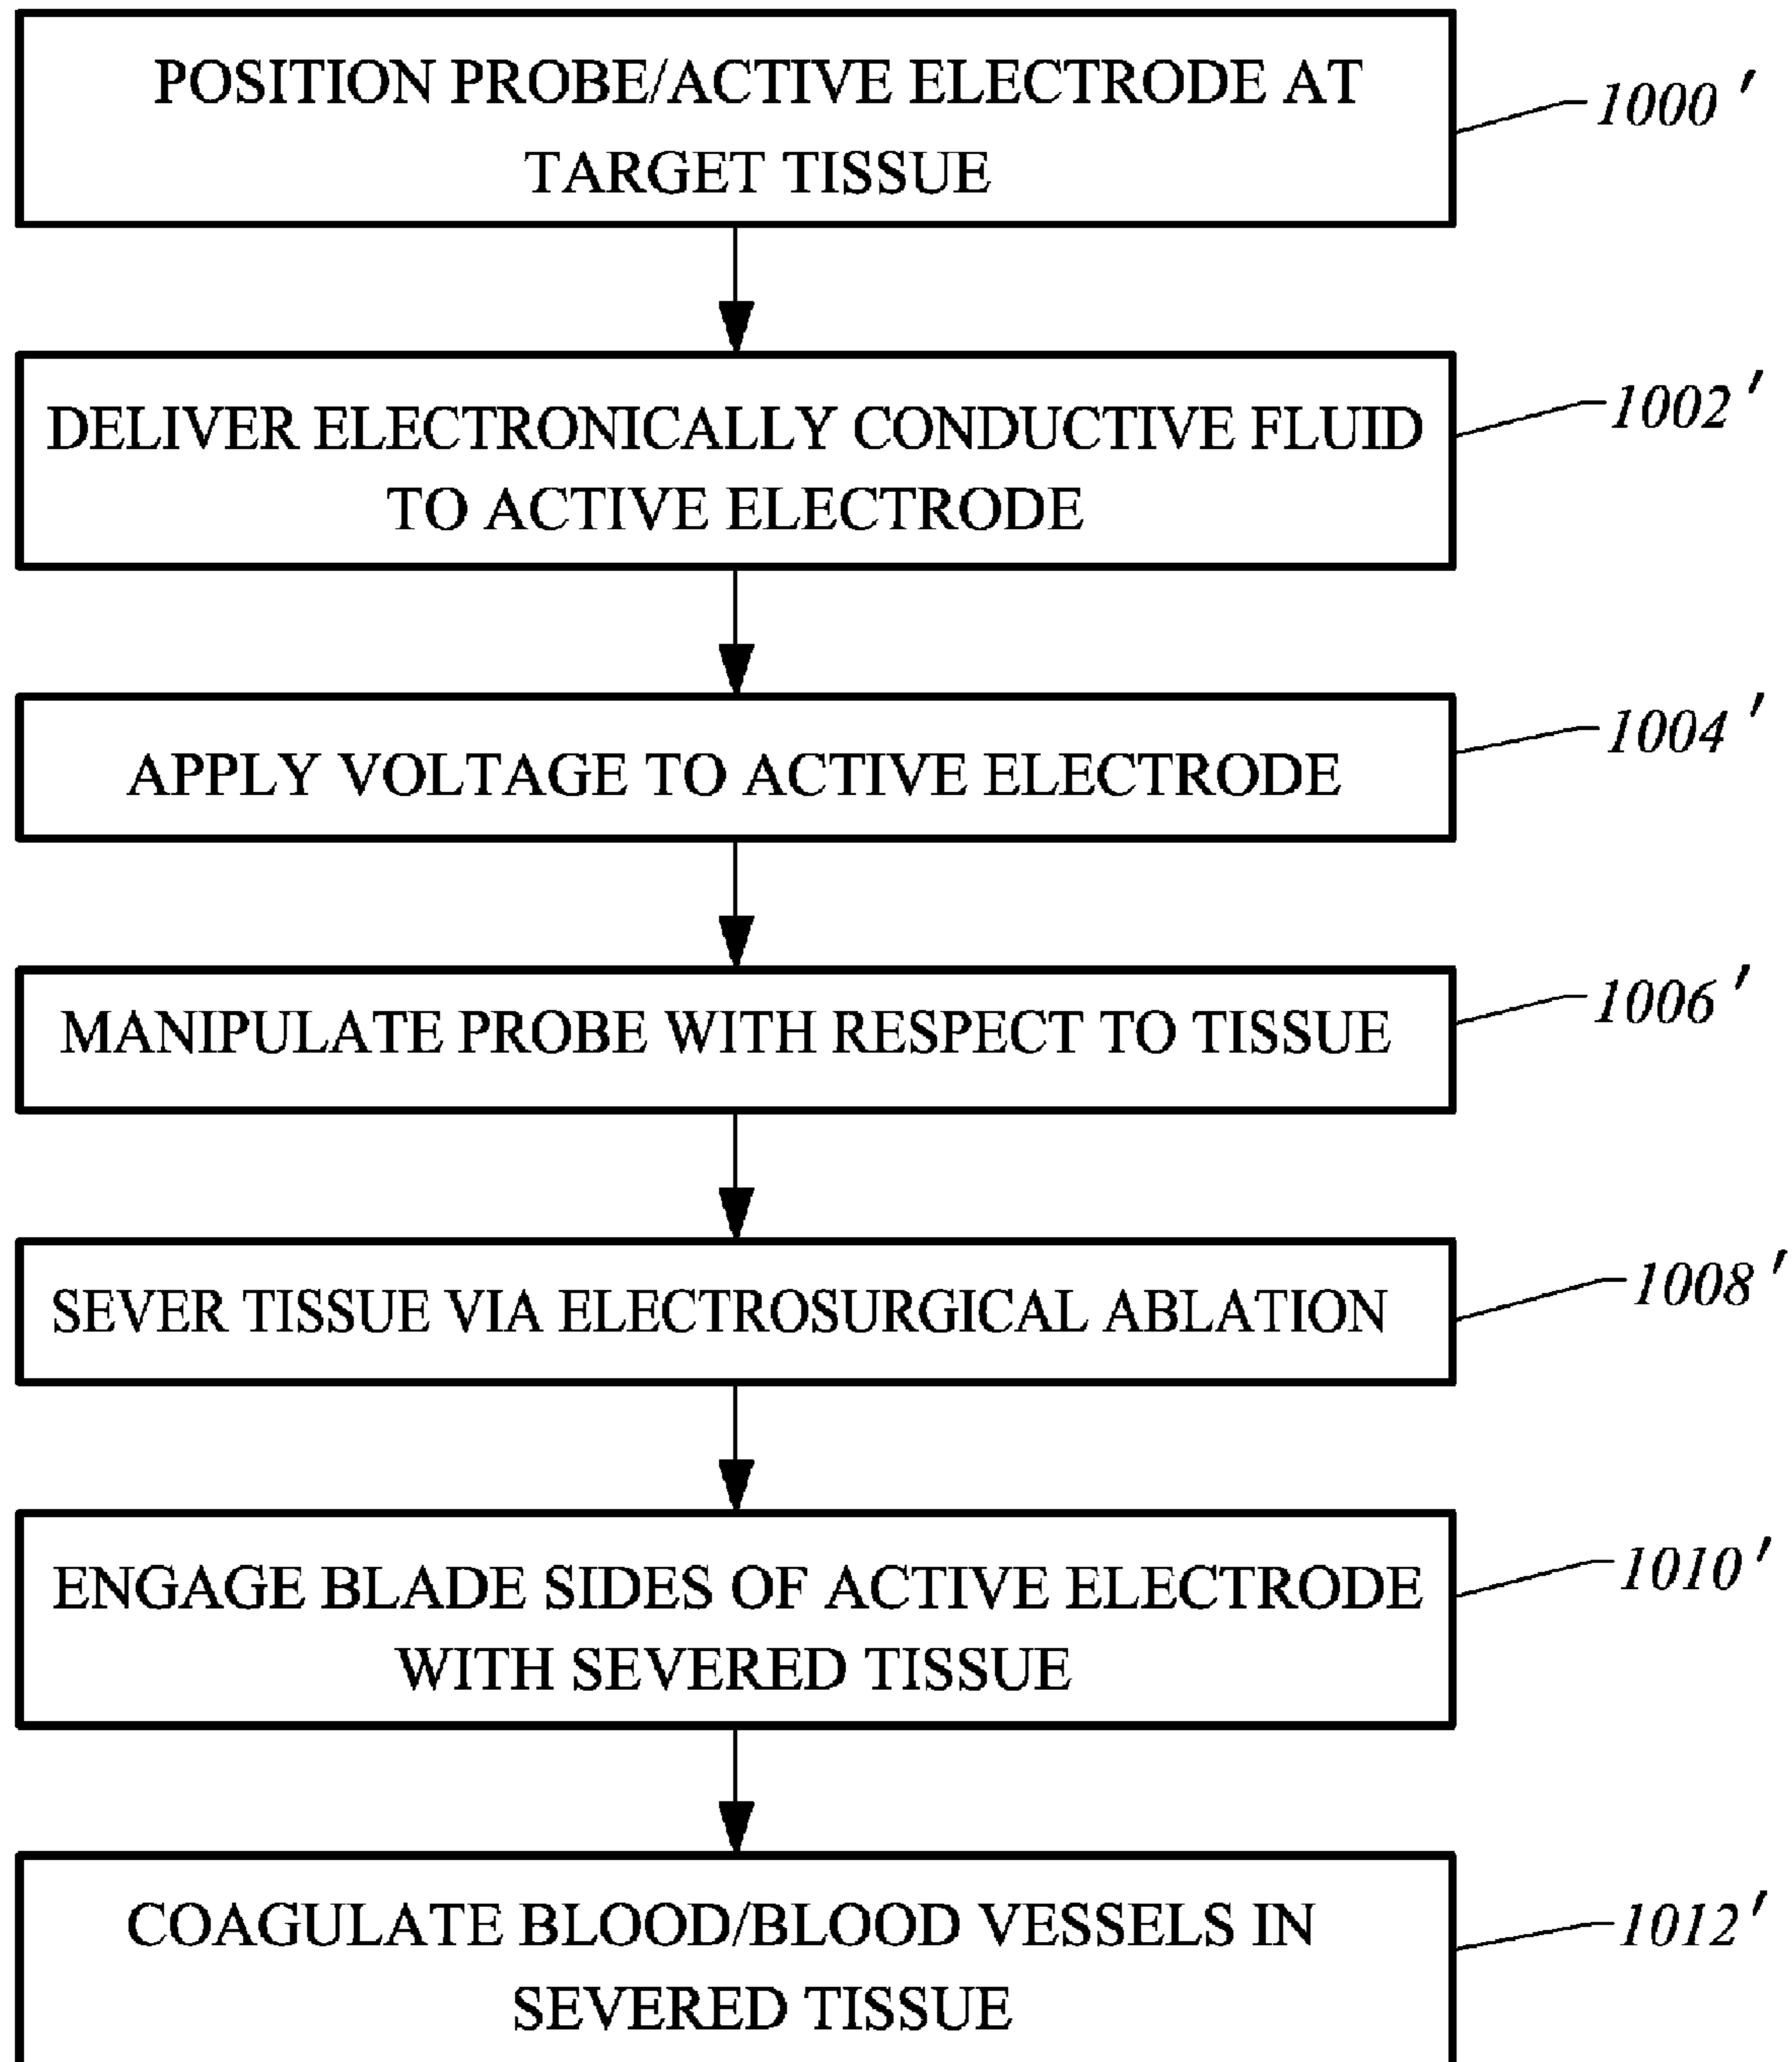 POSITION PROBE/ACTIVE ELECTRODE AT
TARGET TISSUE
1000'
DELIVER ELECTRONICALLY CONDUCTIVE FLUID
TO ACTIVE ELECTRODE
1002'
APPLY VOLTAGE TO ACTIVE ELECTRODE
1004'
MANIPULATE PROBE WITH RESPECT TO TISSUE
1006'
SEVER TISSUE VIA ELECTROSURGICAL ABLATION
1008'
ENGAGE BLADE SIDES OF ACTIVE ELECTRODE
WITH SEVERED TISSUE
1010'
COAGULATE BLOOD/BLOOD VESSELS IN
SEVERED TISSUE
1012'